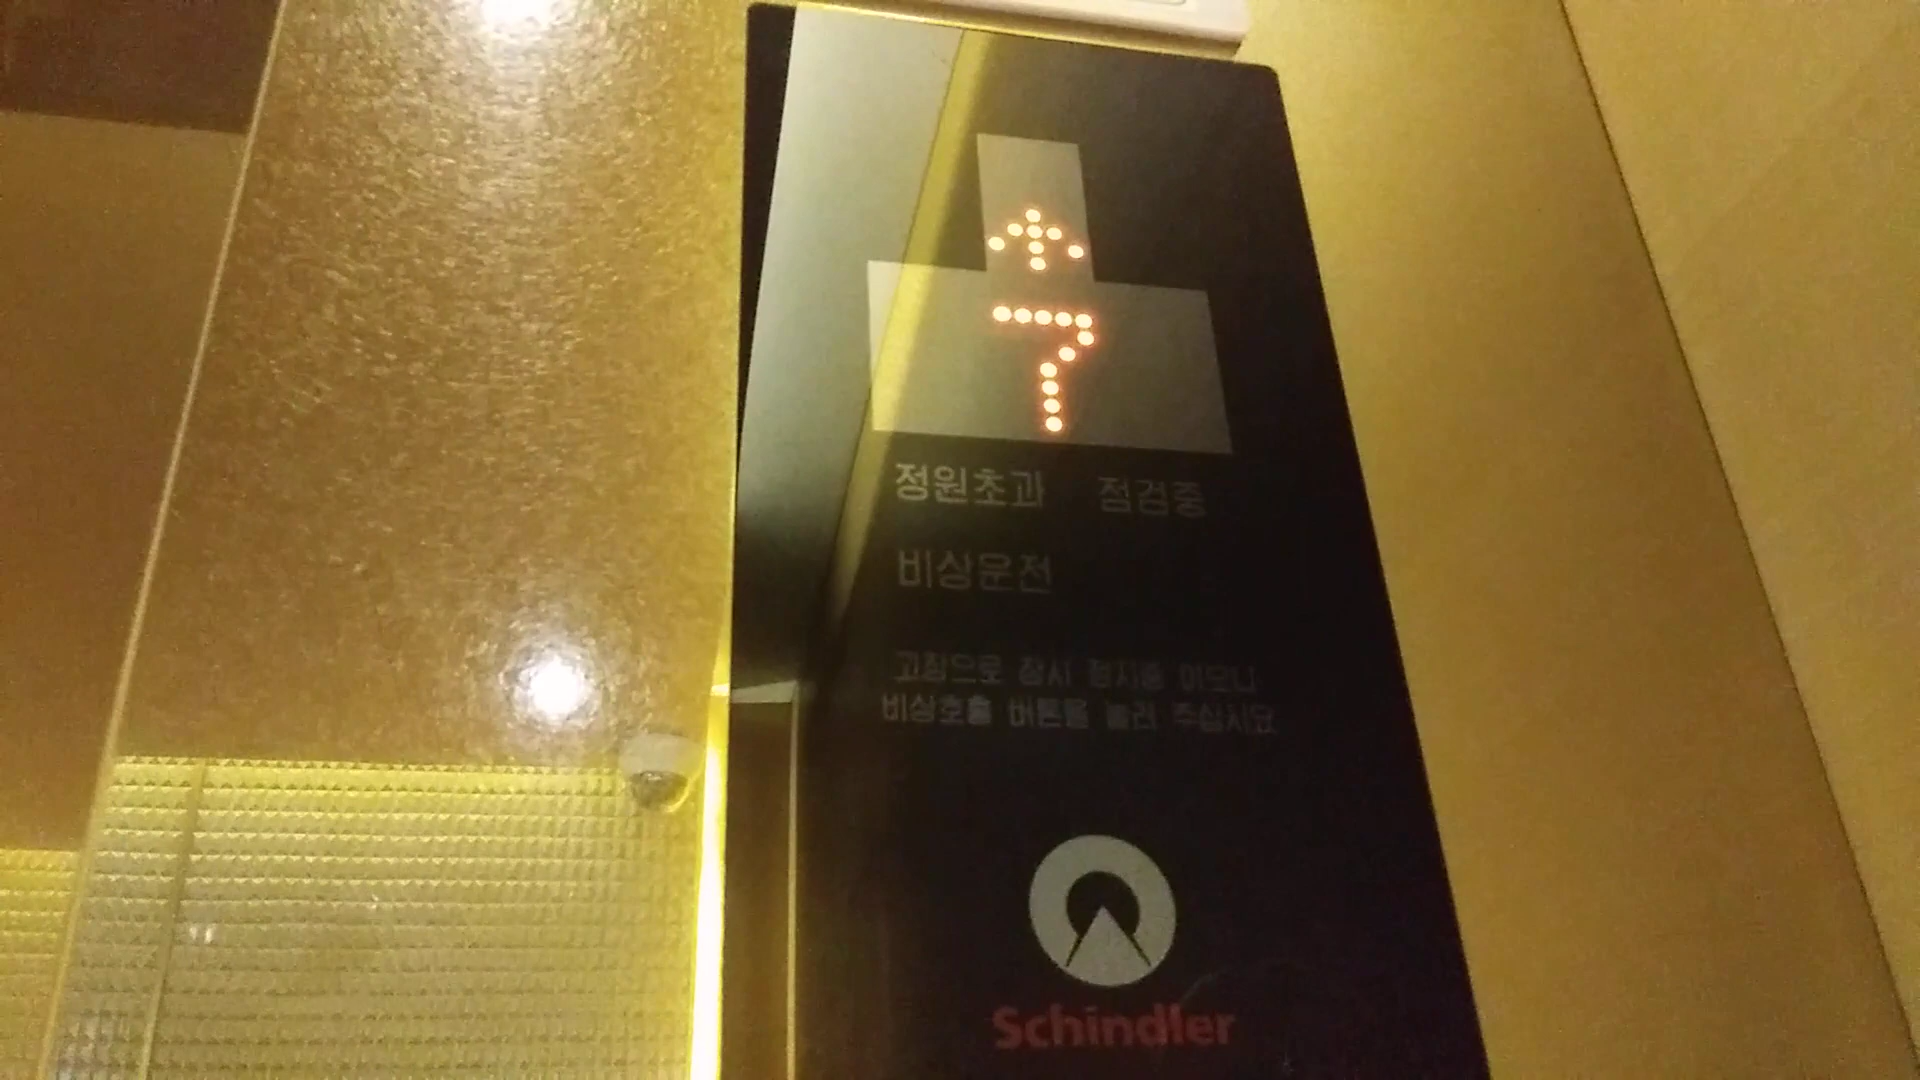 7
정원초과 점검중
비상운전
고장으로 잠시 정지중 이오니
비상호출 버튼을 눌러 주십시요
Schindler